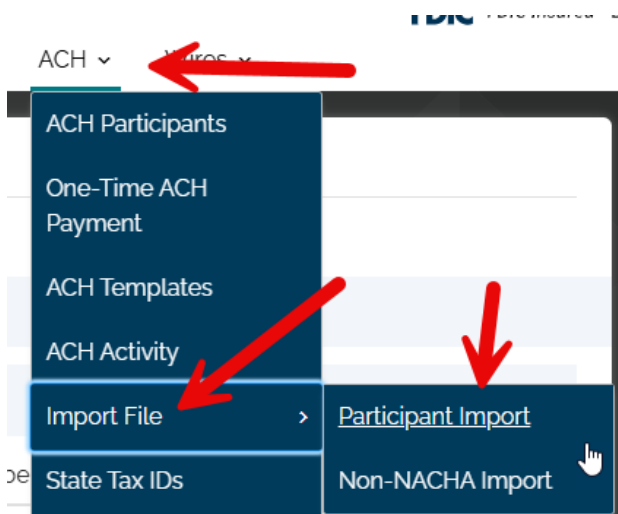 FDIC
ACH
Wires
ACH Participants
One-Time ACH
Payment
ACH Templates
ACH Activity
Import File
Participant Import
State Tax IDs
Non-NACHA Import